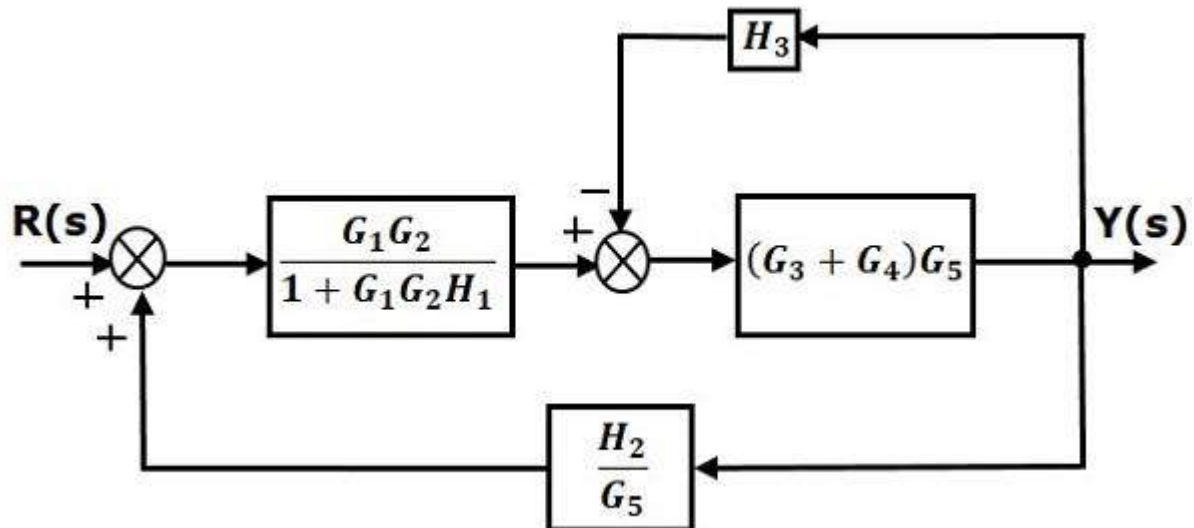 H₃
−
R(s)
+
+
G₁G₂
1 + G₁G₂H₁
+
(G₃ + G₄)G₅
Y(s)
H₂
G₅